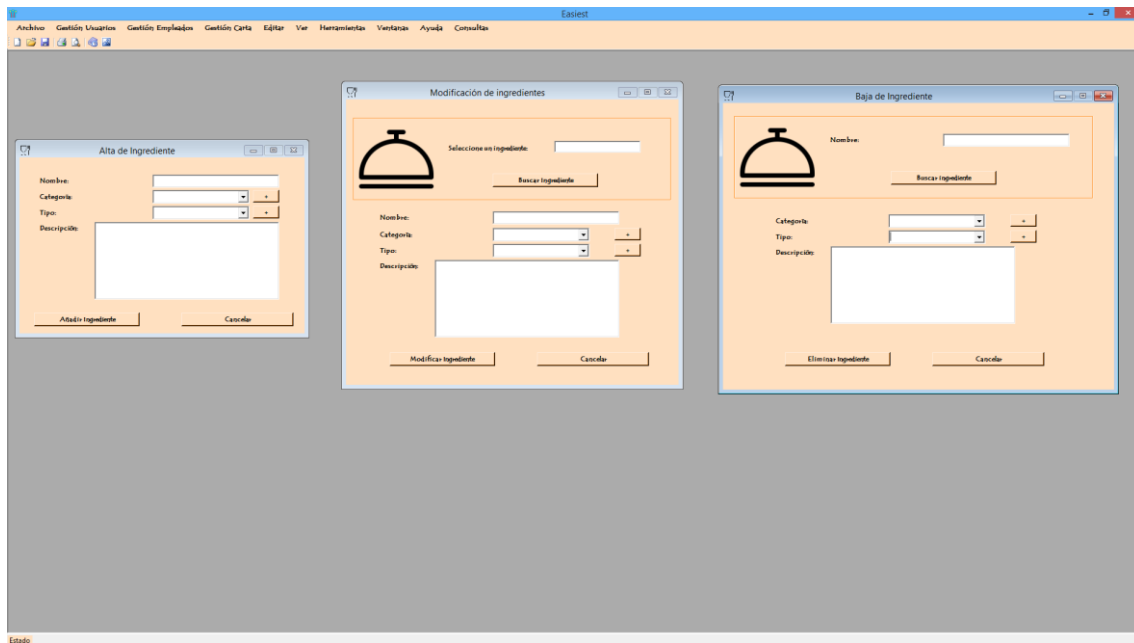 Easiest
Archivo Gestión Usuarios Gestión Empleados Gestión Carta Editar Ver Herramientas Ventanas Ayuda Consultas
Alta de Ingrediente
Nombre:
Categoría:
+
Tipo:
+
Descripción:
Añadir Ingrediente Cancelar
Modificación de ingredientes
Seleccione un ingrediente:
Buscar Ingrediente
Nombre:
Categoría:
+
Tipo:
+
Descripción:
Modificar Ingrediente Cancelar
Baja de Ingrediente
Nombre:
Buscar Ingrediente
Categoría:
+
Tipo:
+
Descripción:
Eliminar Ingrediente Cancelar
Estado